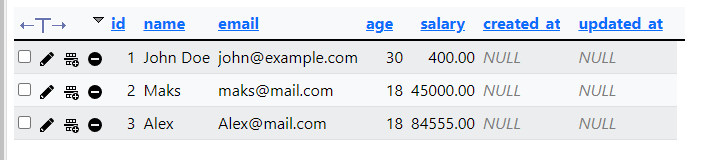 id name email age salary created_at updated_at
1 John Doe john@example.com 30 400.00 NULL NULL
2 Maks maks@mail.com 18 45000.00 NULL NULL
3 Alex Alex@mail.com 18 84555.00 NULL NULL